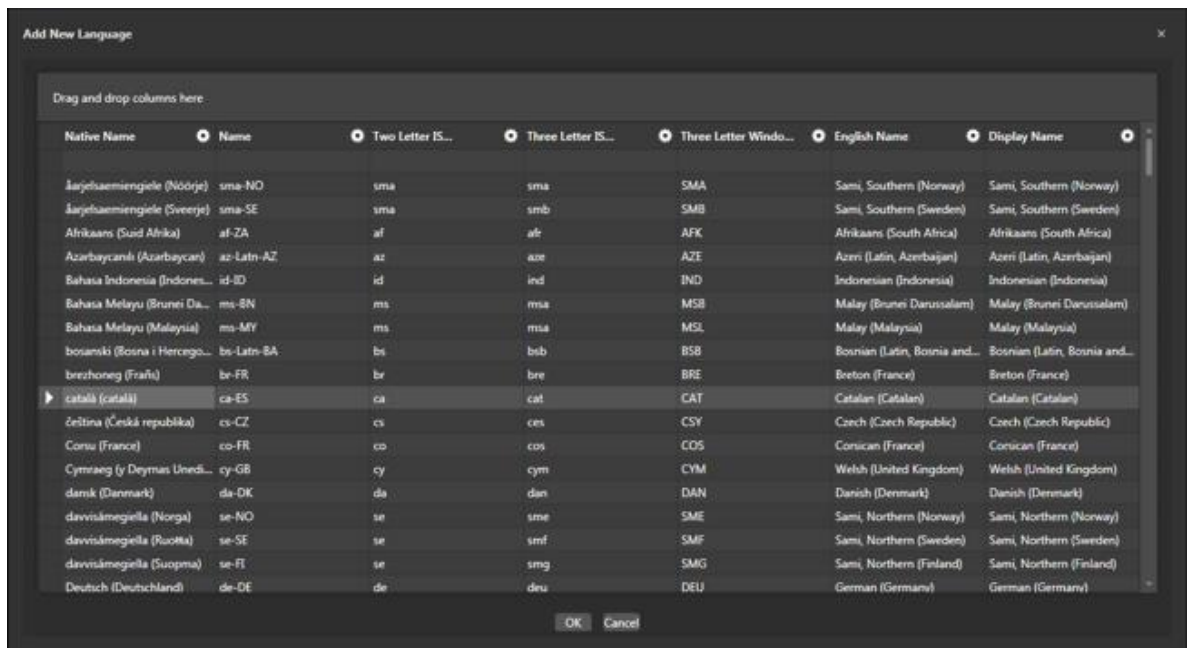 Add New Language
Drag and drop columns here
Native Name Name Two Letter IS... Three Letter IS... Three Letter Windo... English Name Display Name
åarjelsaemiengiele (Nöörje) sma-NO sma sma SMA Sami, Southern (Norway) Sami, Southern (Norway)
åarjelsaemiengiele (Sveerje) sma-SE sma smb SMB Sami, Southern (Sweden) Sami, Southern (Sweden)
Afrikaans (Suid Afrika) af-ZA af afr AFK Afrikaans (South Africa) Afrikaans (South Africa)
Azərbaycan­ılı (Azərbaycan) az-Latn-AZ az aze AZE Azeri (Latin, Azerbaijan) Azeri (Latin, Azerbaijan)
Bahasa Indonesia (Indones... id-ID id ind IND Indonesian (Indonesia) Indonesian (Indonesia)
Bahasa Melayu (Brunei Da... ms-BN ms msa MSB Malay (Brunei Darussalam) Malay (Brunei Darussalam)
Bahasa Melayu (Malaysia) ms-MY ms msa MSL Malay (Malaysia) Malay (Malaysia)
bosanski (Bosna i Hercego... bs-Latn-BA bs bsb BSB Bosnian (Latin, Bosnia and... Bosnian (Latin, Bosnia and...
brezhoneg (Frañs) br-FR br bre BRE Breton (France) Breton (France)
català (català) ca-ES ca cat CAT Catalan (Catalan) Catalan (Catalan)
čeština (Česká republika) cs-CZ cs ces CSY Czech (Czech Republic) Czech (Czech Republic)
Corsu (France) co-FR co cos COS Corsican (France) Corsican (France)
Cymraeg (y Deyrnas Unedi... cy-GB cy cym CYM Welsh (United Kingdom) Welsh (United Kingdom)
dansk (Danmark) da-DK da dan DAN Danish (Denmark) Danish (Denmark)
davvisámegiella (Norga) se-NO se sme SME Sami, Northern (Norway) Sami, Northern (Norway)
davvisámegiella (Ruoŧŧa) se-SE se smf SMF Sami, Northern (Sweden) Sami, Northern (Sweden)
davvisámegiella (Suopma) se-FI se smg SMG Sami, Northern (Finland) Sami, Northern (Finland)
Deutsch (Deutschland) de-DE de deu DEU German (Germany) German (Germany)
OK Cancel